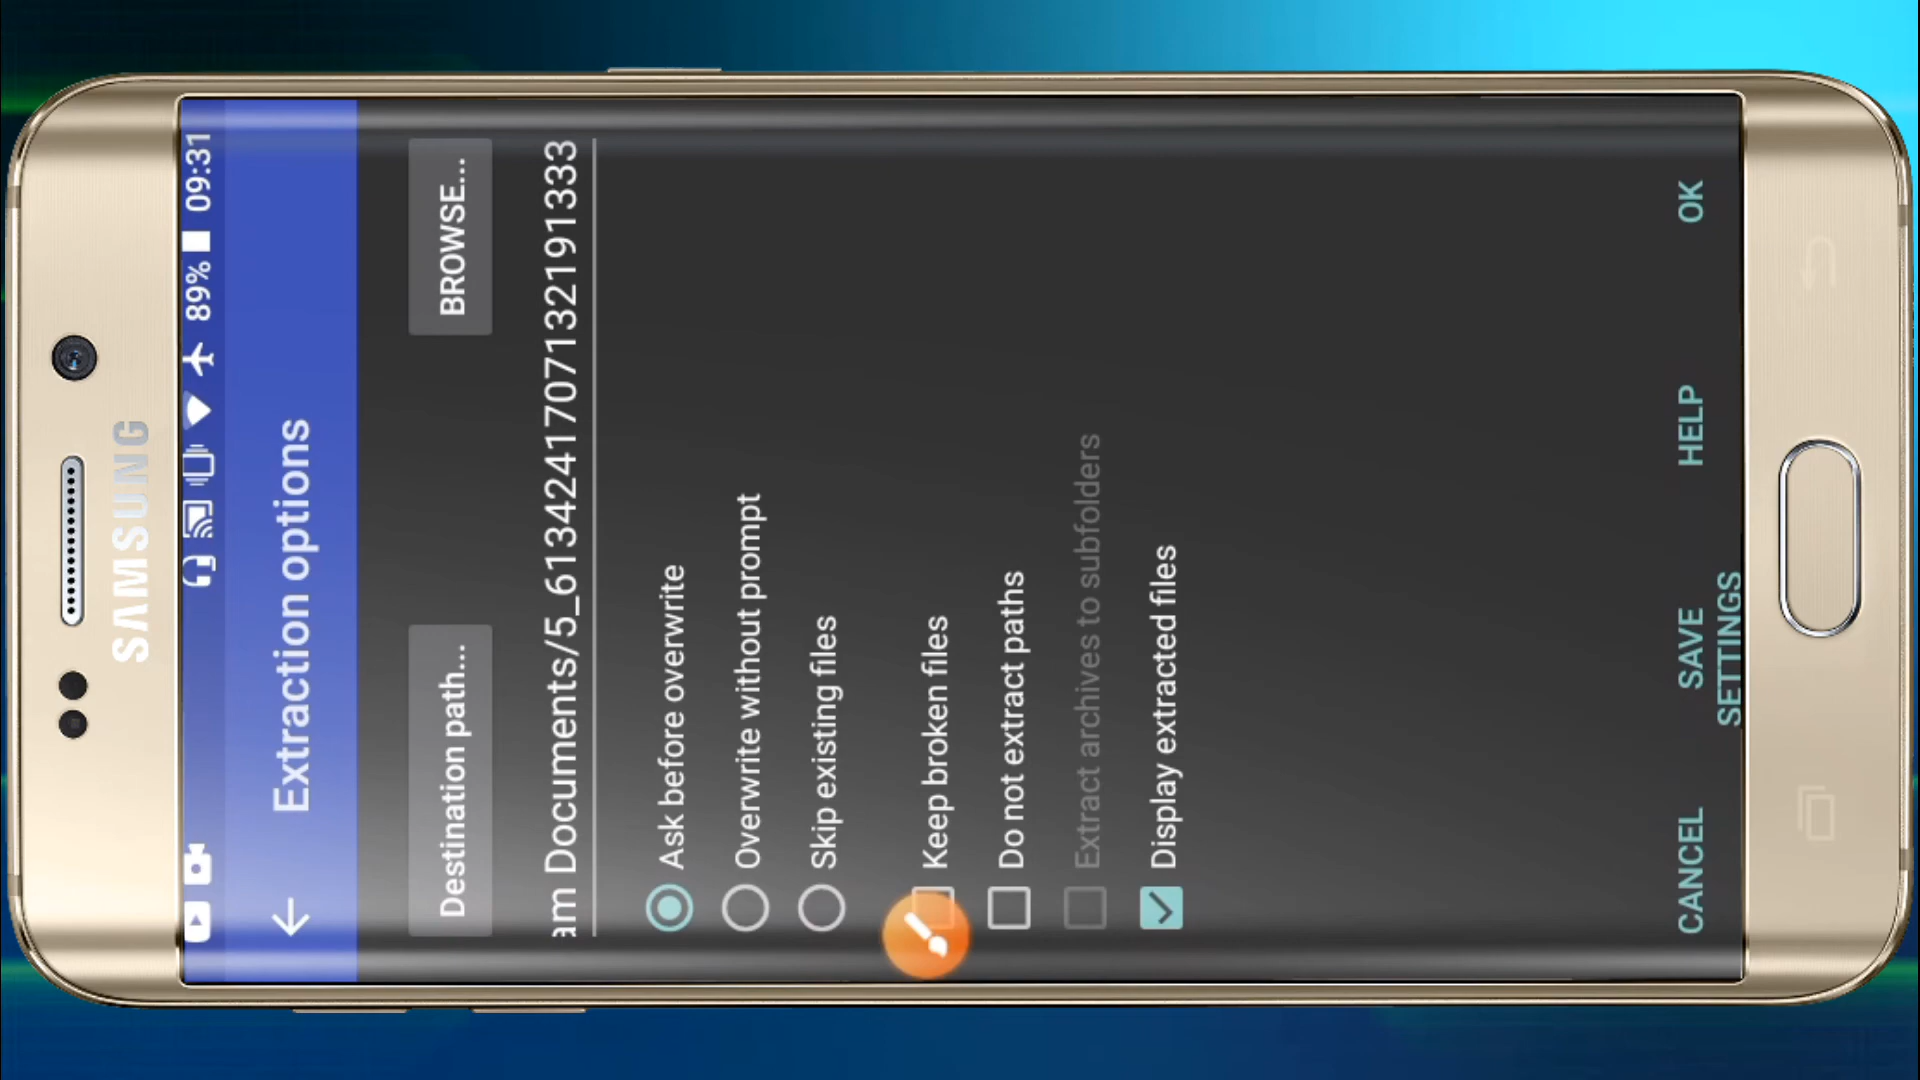 SAMSUNG
89% 09:31
Extraction options
Destination path...
BROWSE...
am Documents/5_6134241707132191333
Ask before overwrite
Overwrite without prompt
Skip existing files
Keep broken files
Do not extract paths
Extract archives to subfolders
Display extracted files
CANCEL
SAVE
SETTINGS
HELP
OK